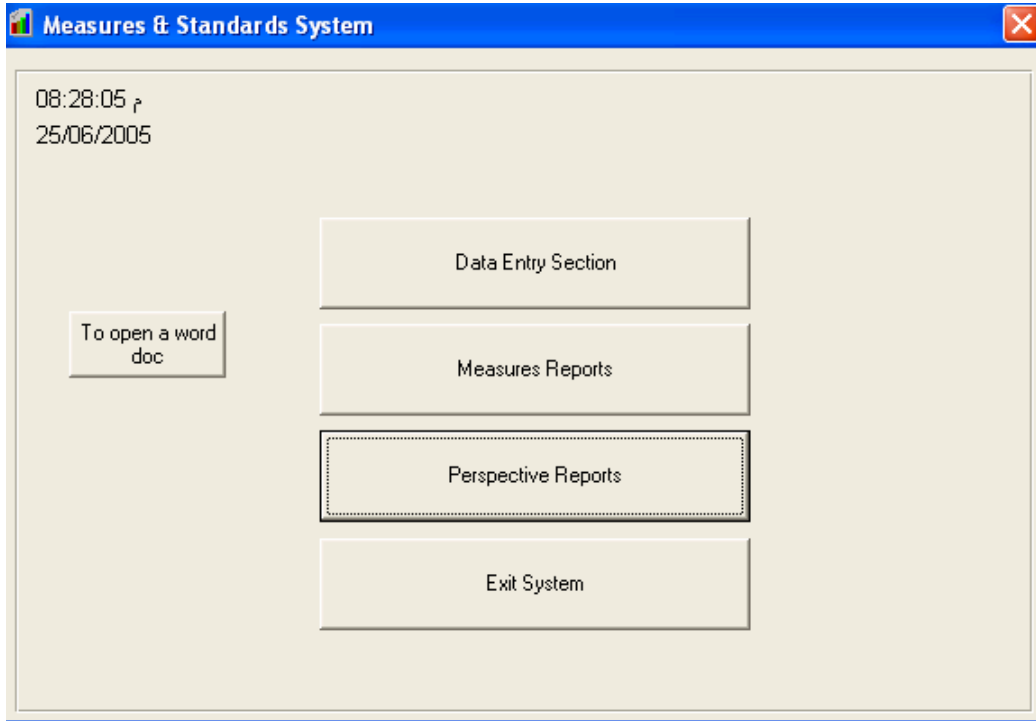 Measures & Standards System
08:28:05 م
25/06/2005
Data Entry Section
To open a word
doc
Measures Reports
Perspective Reports
Exit System